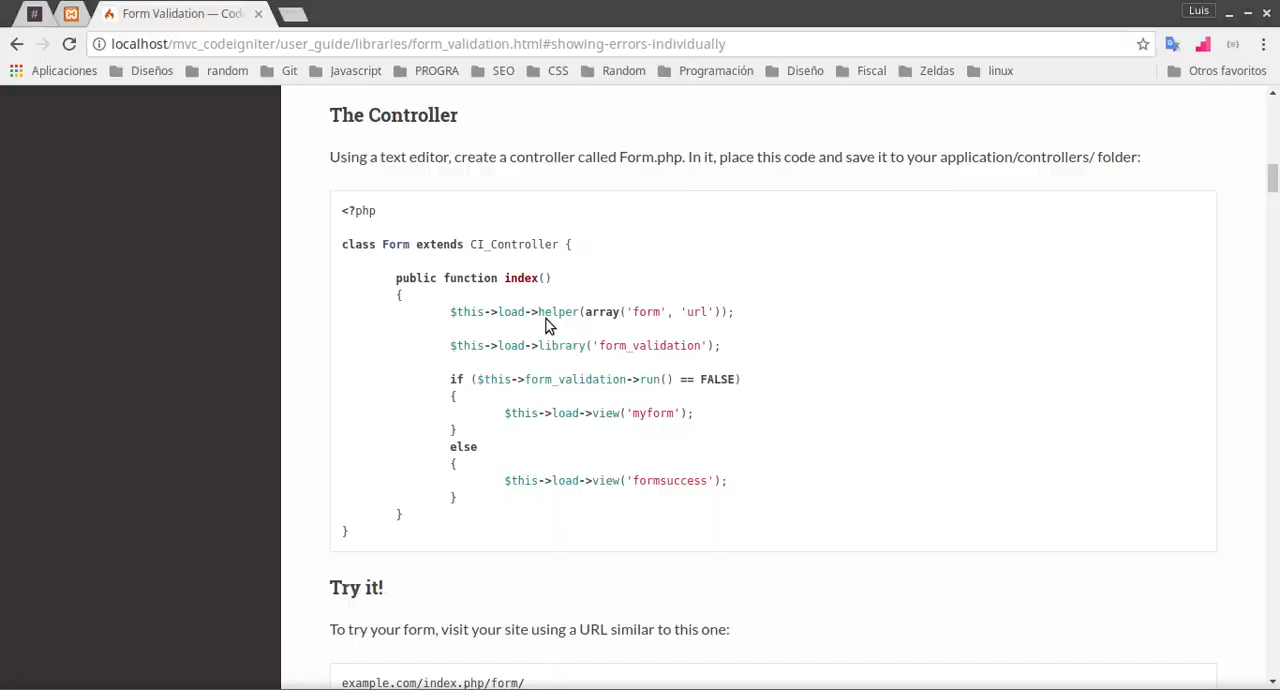 Luis
Form Validation — Cod
localhost/mvc_codeigniter/user_guide/libraries/form_validation.html#showing-errors-individually
Aplicaciones Diseños random Git Javascript PROGRA SEO CSS Random Programación Diseño Fiscal Zeldas linux Otros favoritos
The Controller
Using a text editor, create a controller called Form.php. In it, place this code and save it to your application/controllers/ folder:
<?php
class Form extends CI_Controller {
public function index()
{
$this->load->helper(array('form', 'url'));
$this->load->library('form_validation');
if ($this->form_validation->run() == FALSE)
{
$this->load->view('myform');
}
else
{
$this->load->view('formsuccess');
}
}
}
Try it!
To try your form, visit your site using a URL similar to this one:
example.com/index.php/form/